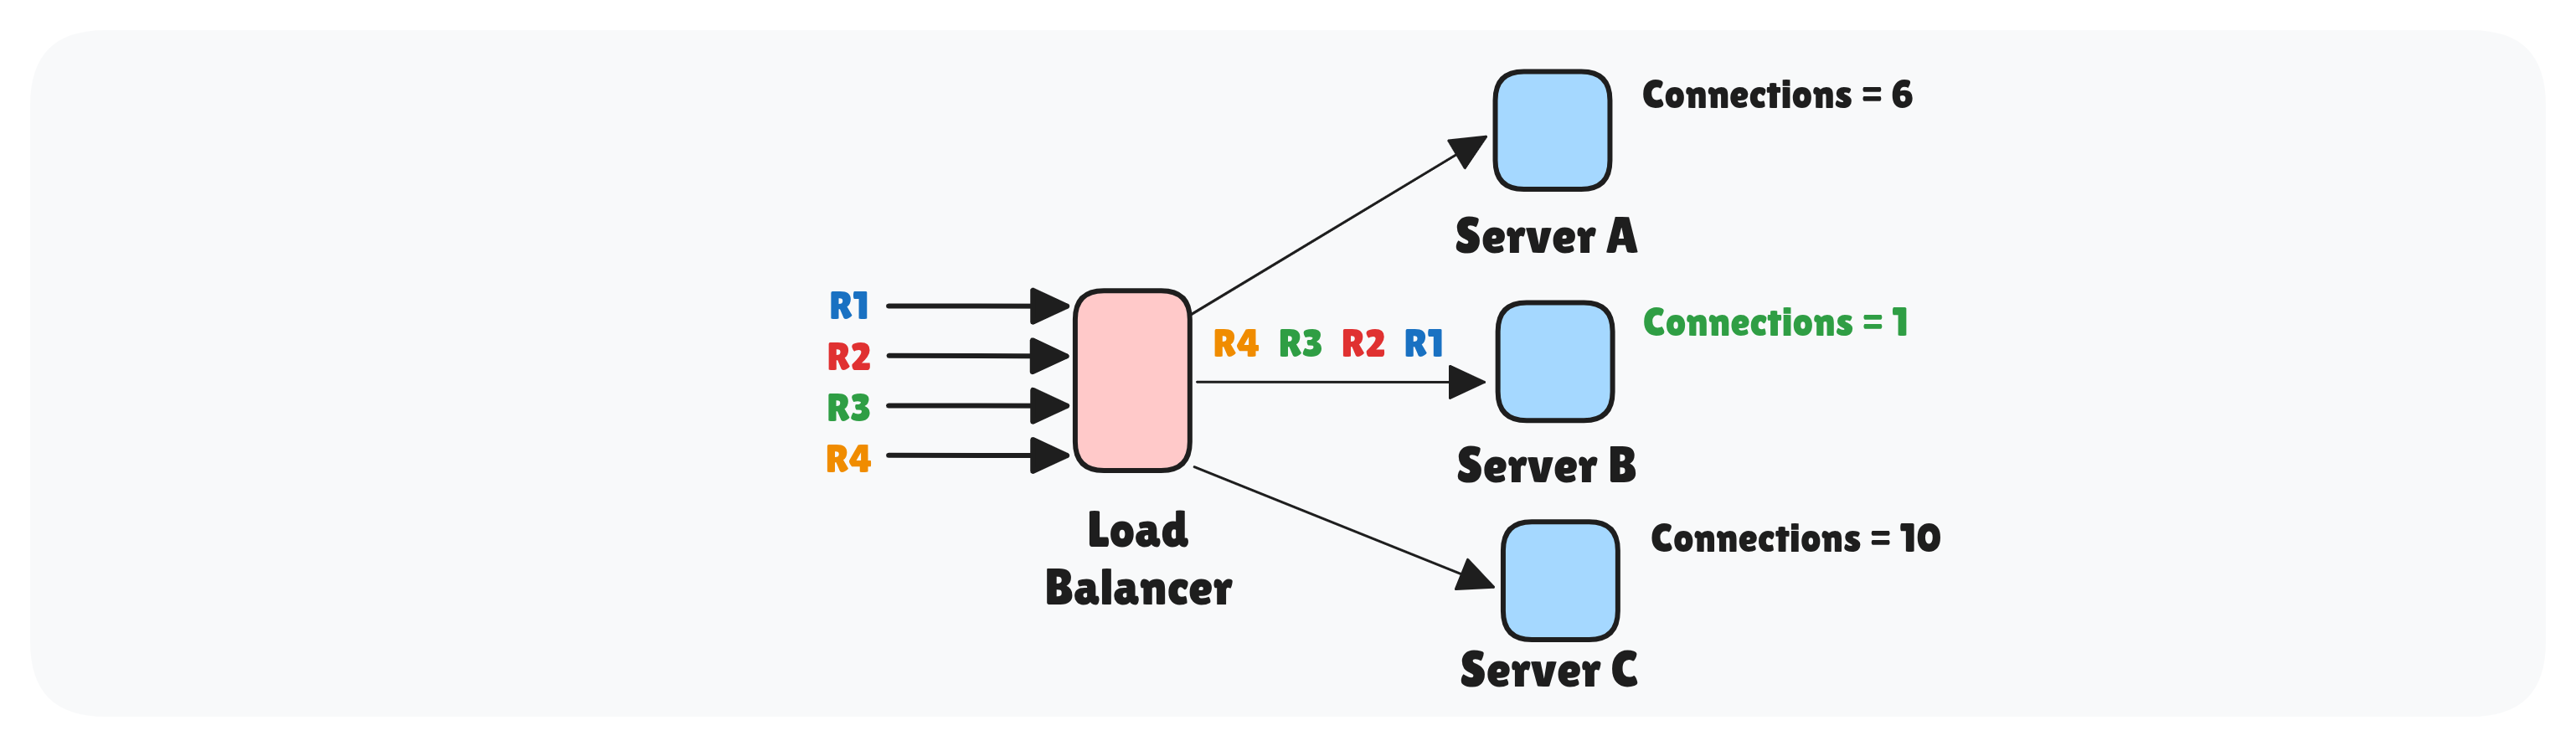 Connections = 6
Server A
R1
R2
R3
R4
Load
Balancer
R4 R3 R2 R1
Connections = 1
Server B
Connections = 10
Server C